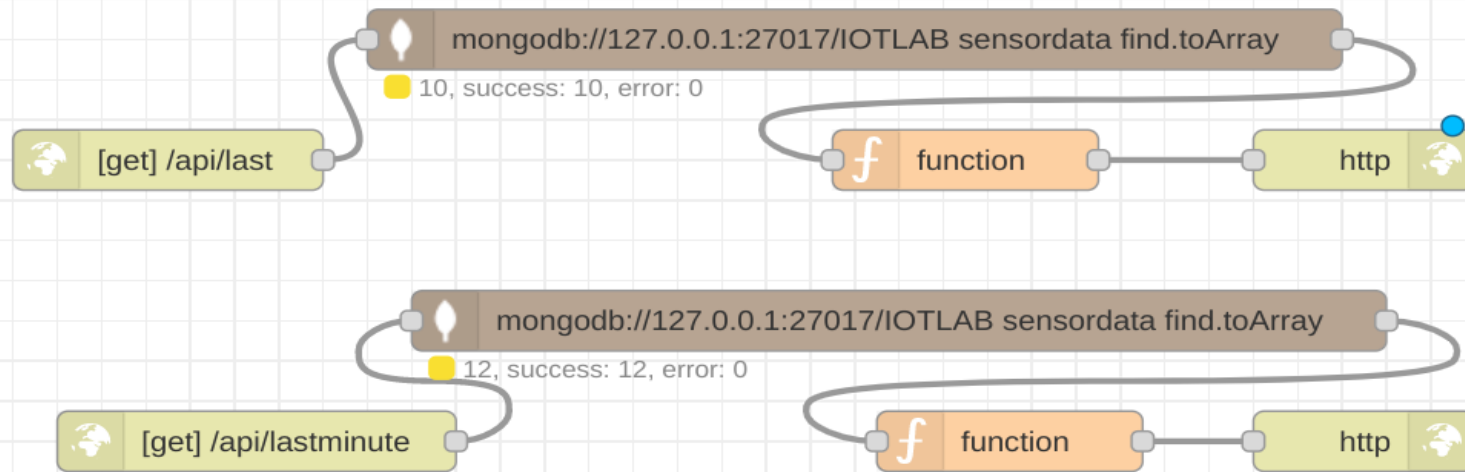 mongodb://127.0.0.1:27017/IOTLAB sensordata find.toArray
10, success: 10, error: 0
[get] /api/last
function
http
mongodb://127.0.0.1:27017/IOTLAB sensordata find.toArray
12, success: 12, error: 0
[get] /api/lastminute
function
http